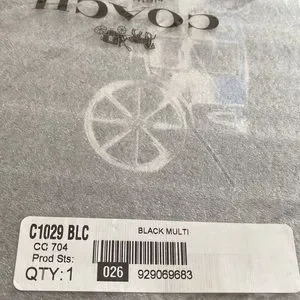 COACH
C1029 BLC BLACK MULTI
CC 704
Prod Sts:
QTY:1 026 929069683